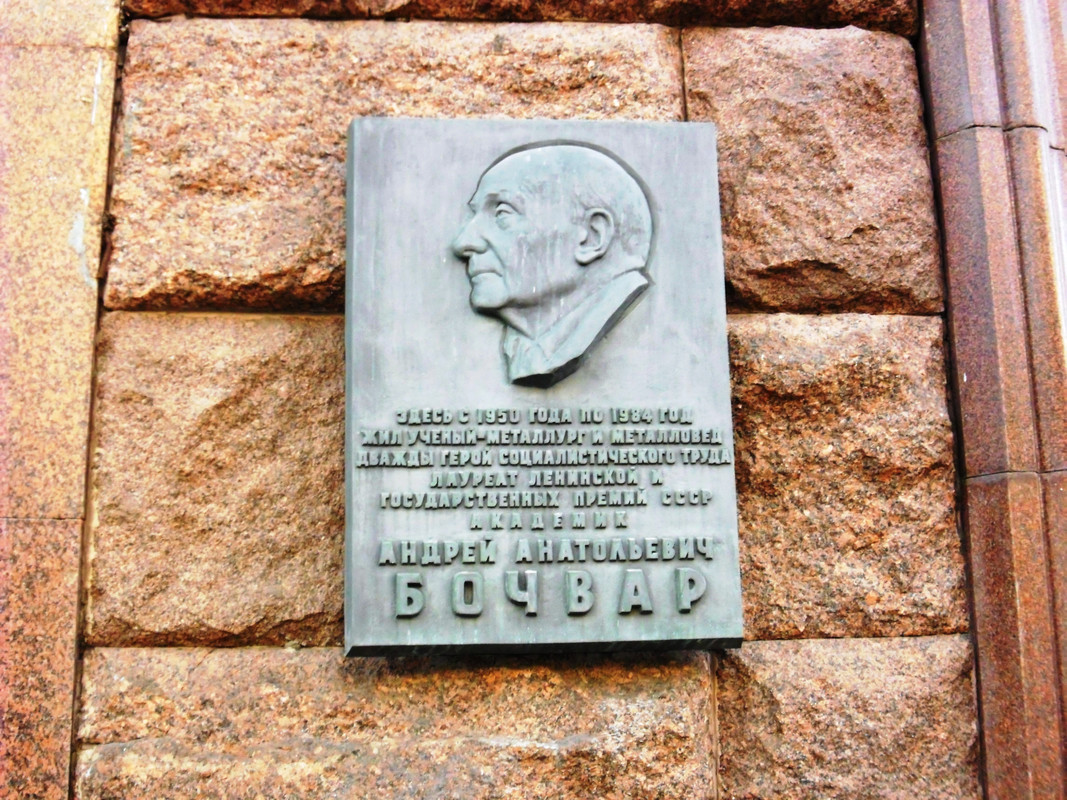 ЗДЕСЬ С 1950 ГОДА ПО 1984 ГОД
ЖИЛ УЧЕНЫЙ-МЕТАЛЛУРГ И МЕТАЛЛОВЕД
ДВАЖДЫ ГЕРОЙ СОЦИАЛИСТИЧЕСКОГО ТРУДА
ЛАУРЕАТ ЛЕНИНСКОЙ И
ГОСУДАРСТВЕННЫХ ПРЕМИЙ СССР
АКАДЕМИК
АНДРЕЙ АНАТОЛЬЕВИЧ
БОЧВАР